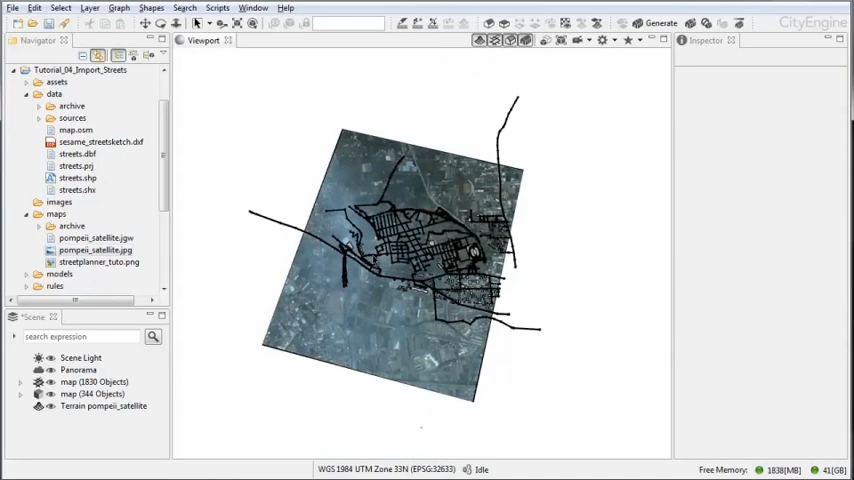 File Edit Select Layer Graph Shapes Search Scripts Window Help
Generate
CityEngine
Navigator
Viewport
Inspector
Tutorial_04_Import_Streets
assets
data
archive
sources
map.osm
sesame_streetsketch.dxf
streets.dbf
streets.prj
streets.shp
streets.shx
images
maps
archive
pompeii_satellite.jgw
pompeii_satellite.jpg
streetplanner_tuto.png
models
rules
*Scene
search expression
Scene Light
Panorama
map (1830 Objects)
map (344 Objects)
Terrain pompeii_satellite
WGS 1984 UTM Zone 33N (EPSG:32633)
Idle
Free Memory: 1838[MB] 41[GB]